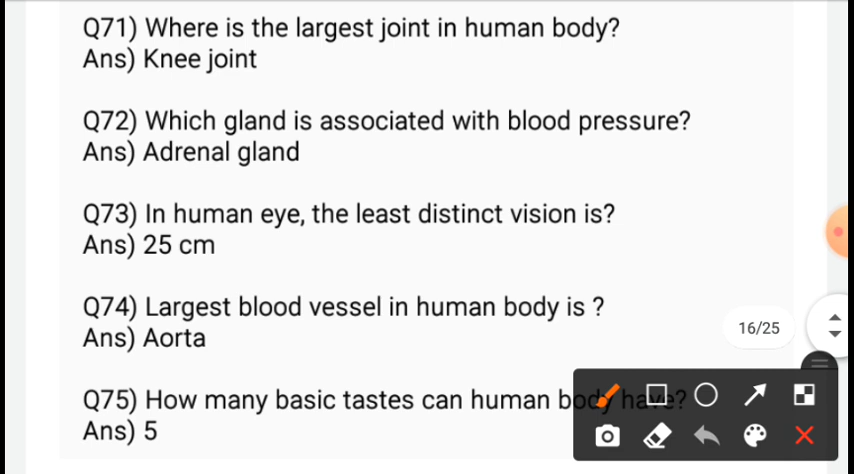 Q71) Where is the largest joint in human body?
Ans) Knee joint
Q72) Which gland is associated with blood pressure?
Ans) Adrenal gland
Q73) In human eye, the least distinct vision is?
Ans) 25 cm
Q74) Largest blood vessel in human body is ?
Ans) Aorta
16/25
Q75) How many basic tastes can human body have?
Ans) 5